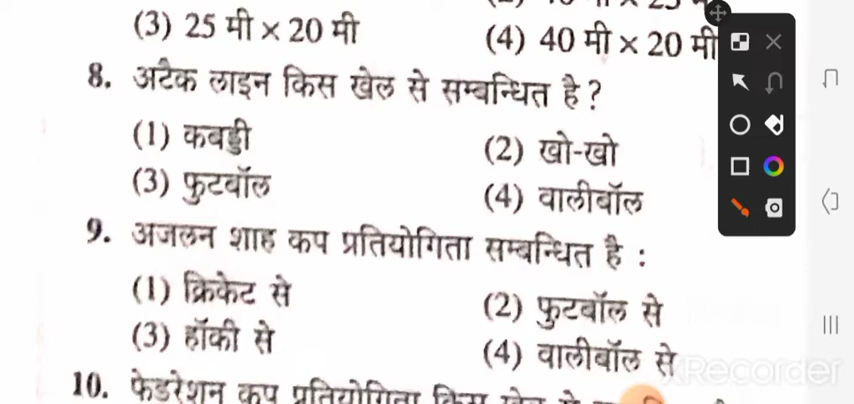 (3) 25 मी × 20 मी
(4) 40 मी × 20 मी
8. अटैक लाइन किस खेल से सम्बन्धित है ?
(1) कबड्डी
(2) खो-खो
(3) फुटबॉल
(4) वालीबॉल
9. अजलन शाह कप प्रतियोगिता सम्बन्धित है :
(1) क्रिकेट से
(2) फुटबॉल से
(3) हॉकी से
(4) वालीबॉल से
XRecorder
10. फेडरेशन कप प्रतियोगिता किस खेल से